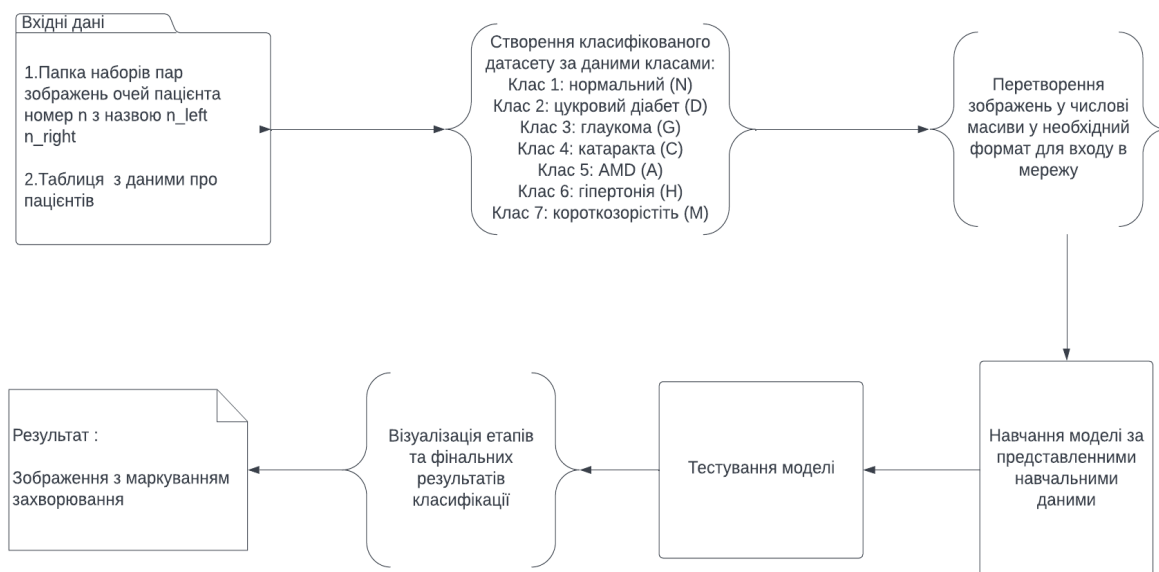 Вхідні дані
1.Папка наборів пар
зображень очей пацієнта
номер n з назвою n_left
n_right
2.Таблиця з даними про
пацієнтів
Створення класифікованого
датасету за даними класами:
Клас 1: нормальний (N)
Клас 2: цукровий діабет (D)
Клас 3: глаукома (G)
Клас 4: катаракта (C)
Клас 5: AMD (A)
Клас 6: гіпертонія (H)
Клас 7: короткозорістіть (M)
Перетворення
зображень у числові
масиви у необхідний
формат для входу в
мережу
Навчання моделі за
представленними
навчальними
даними
Тестування моделі
Візуалізація етапів
та фінальних
результатів
класифікації
Результат :
Зображення з маркуванням
захворювання